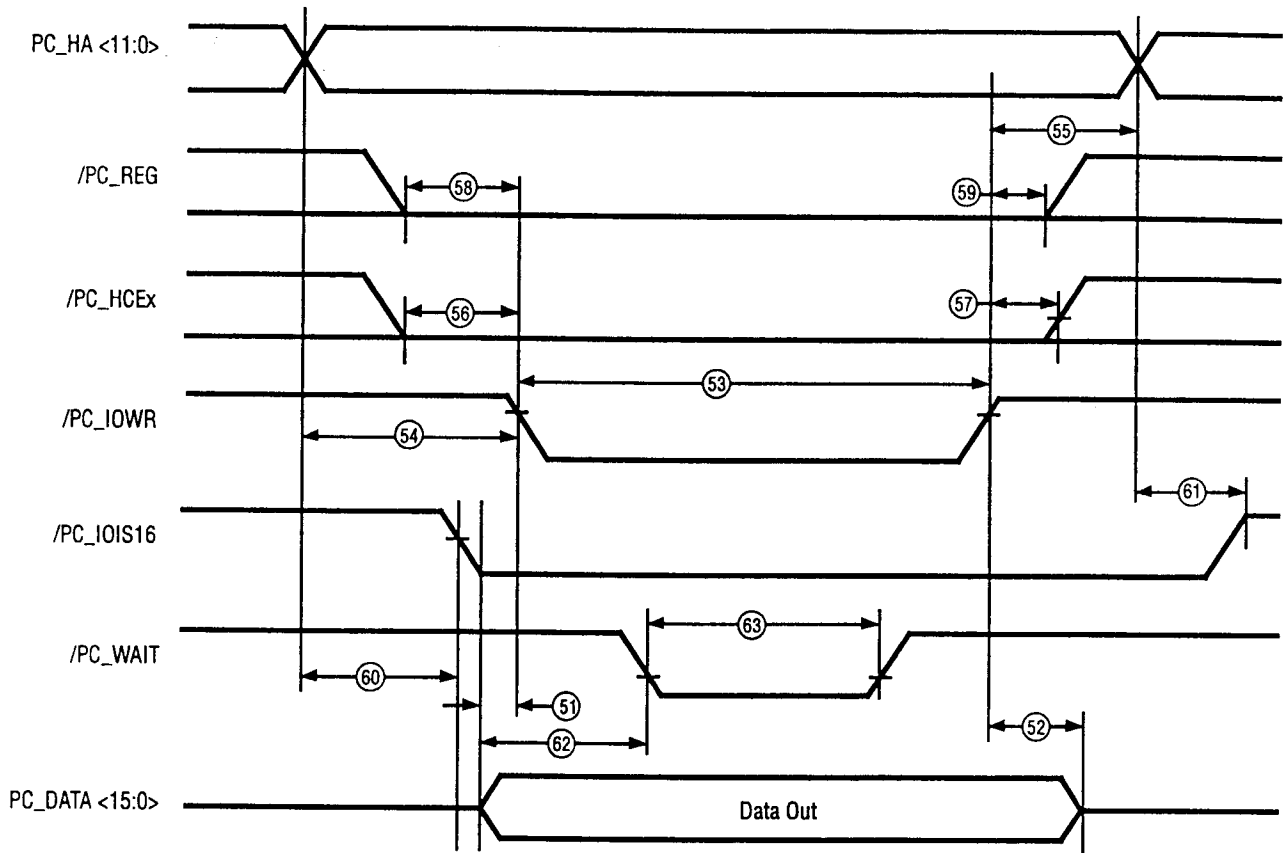 PC_HA <11:0>
55
/PC_REG
58
59
/PC_HCEx
56
57
53
/PC_IOWR
54
61
/PC_IOIS16
63
/PC_WAIT
60
51
52
62
PC_DATA <15:0>
Data Out